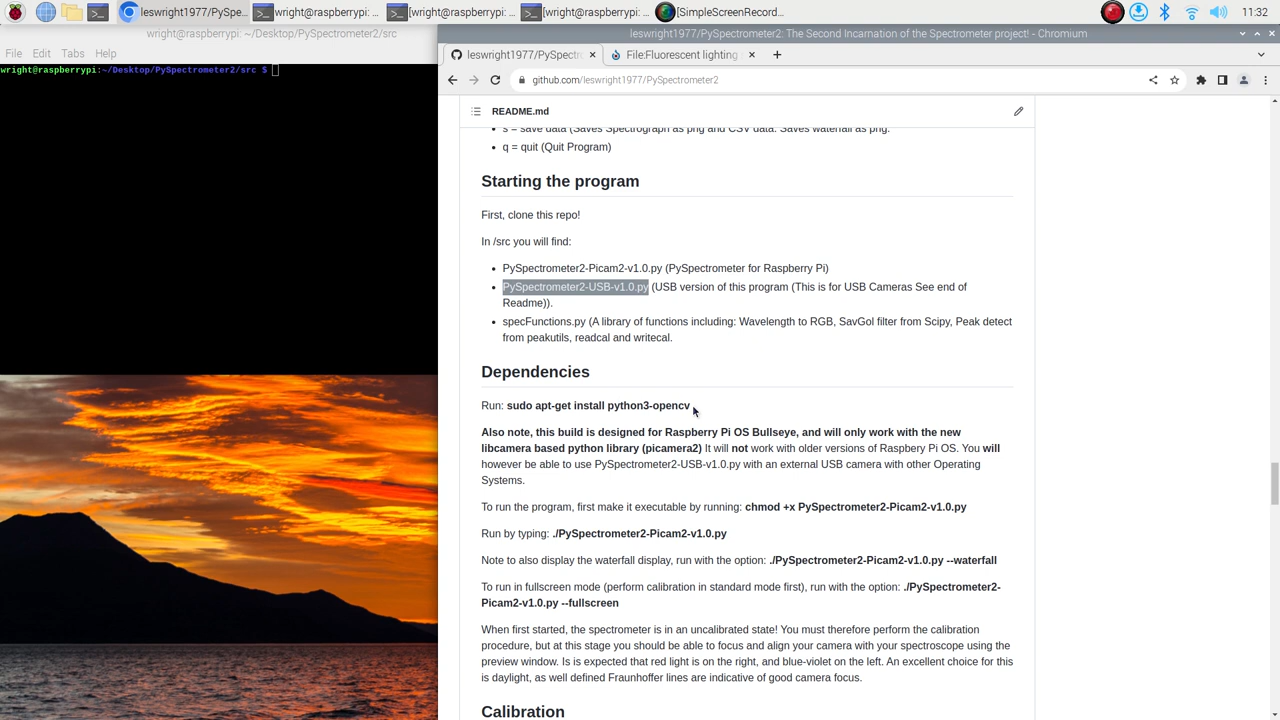 leswright1977/PySpe...
wright@raspberrypi: ...
[wright@raspberrypi: ...
[wright@raspberrypi: ...
[SimpleScreenRecord...
11:32
wright@raspberrypi: ~/Desktop/PySpectrometer2/src
leswright1977/PySpectrometer2: The Second Incarnation of the Spectrometer project! - Chromium
File Edit Tabs Help
leswright1977/PySpectr
File:Fluorescent lighting
wright@raspberrypi:~/Desktop/PySpectrometer2/src $
github.com/leswright1977/PySpectrometer2
README.md
s = save data (Saves Spectrograph as png and CSV data. Saves waterfall as png.
q = quit (Quit Program)
Starting the program
First, clone this repo!
In /src you will find:
PySpectrometer2-Picam2-v1.0.py (PySpectrometer for Raspberry Pi)
PySpectrometer2-USB-v1.0.py (USB version of this program (This is for USB Cameras See end of
Readme)).
specFunctions.py (A library of functions including: Wavelength to RGB, SavGol filter from Scipy, Peak detect
from peakutils, readcal and writecal.
Dependencies
Run: sudo apt-get install python3-opencv
Also note, this build is designed for Raspberry Pi OS Bullseye, and will only work with the new
libcamera based python library (picamera2) It will not work with older versions of Raspbery Pi OS. You will
however be able to use PySpectrometer2-USB-v1.0.py with an external USB camera with other Operating
Systems.
To run the program, first make it executable by running: chmod +x PySpectrometer2-Picam2-v1.0.py
Run by typing: ./PySpectrometer2-Picam2-v1.0.py
Note to also display the waterfall display, run with the option: ./PySpectrometer2-Picam2-v1.0.py --waterfall
To run in fullscreen mode (perform calibration in standard mode first), run with the option: ./PySpectrometer2-
Picam2-v1.0.py --fullscreen
When first started, the spectrometer is in an uncalibrated state! You must therefore perform the calibration
procedure, but at this stage you should be able to focus and align your camera with your spectroscope using the
preview window. Is is expected that red light is on the right, and blue-violet on the left. An excellent choice for this
is daylight, as well defined Fraunhoffer lines are indicative of good camera focus.
Calibration